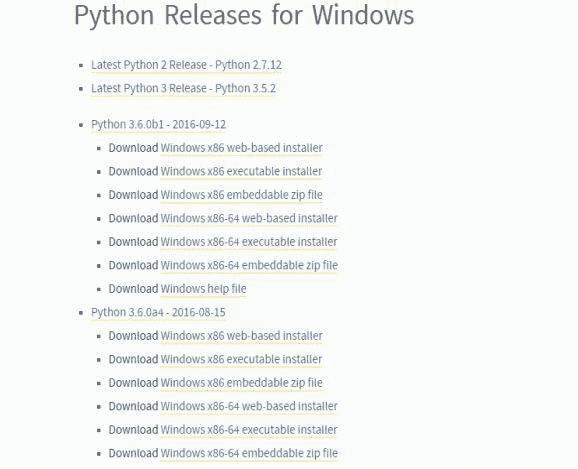 Python Releases for Windows
Latest Python 2 Release - Python 2.7.12
Latest Python 3 Release - Python 3.5.2
Python 3.6.0b1 - 2016-09-12
Download Windows x86 web-based installer
Download Windows x86 executable installer
Download Windows x86 embeddable zip file
Download Windows x86-64 web-based installer
Download Windows x86-64 executable installer
Download Windows x86-64 embeddable zip file
Download Windows help file
Python 3.6.0a4 - 2016-08-15
Download Windows x86 web-based installer
Download Windows x86 executable installer
Download Windows x86 embeddable zip file
Download Windows x86-64 web-based installer
Download Windows x86-64 executable installer
Download Windows x86-64 embeddable zip file